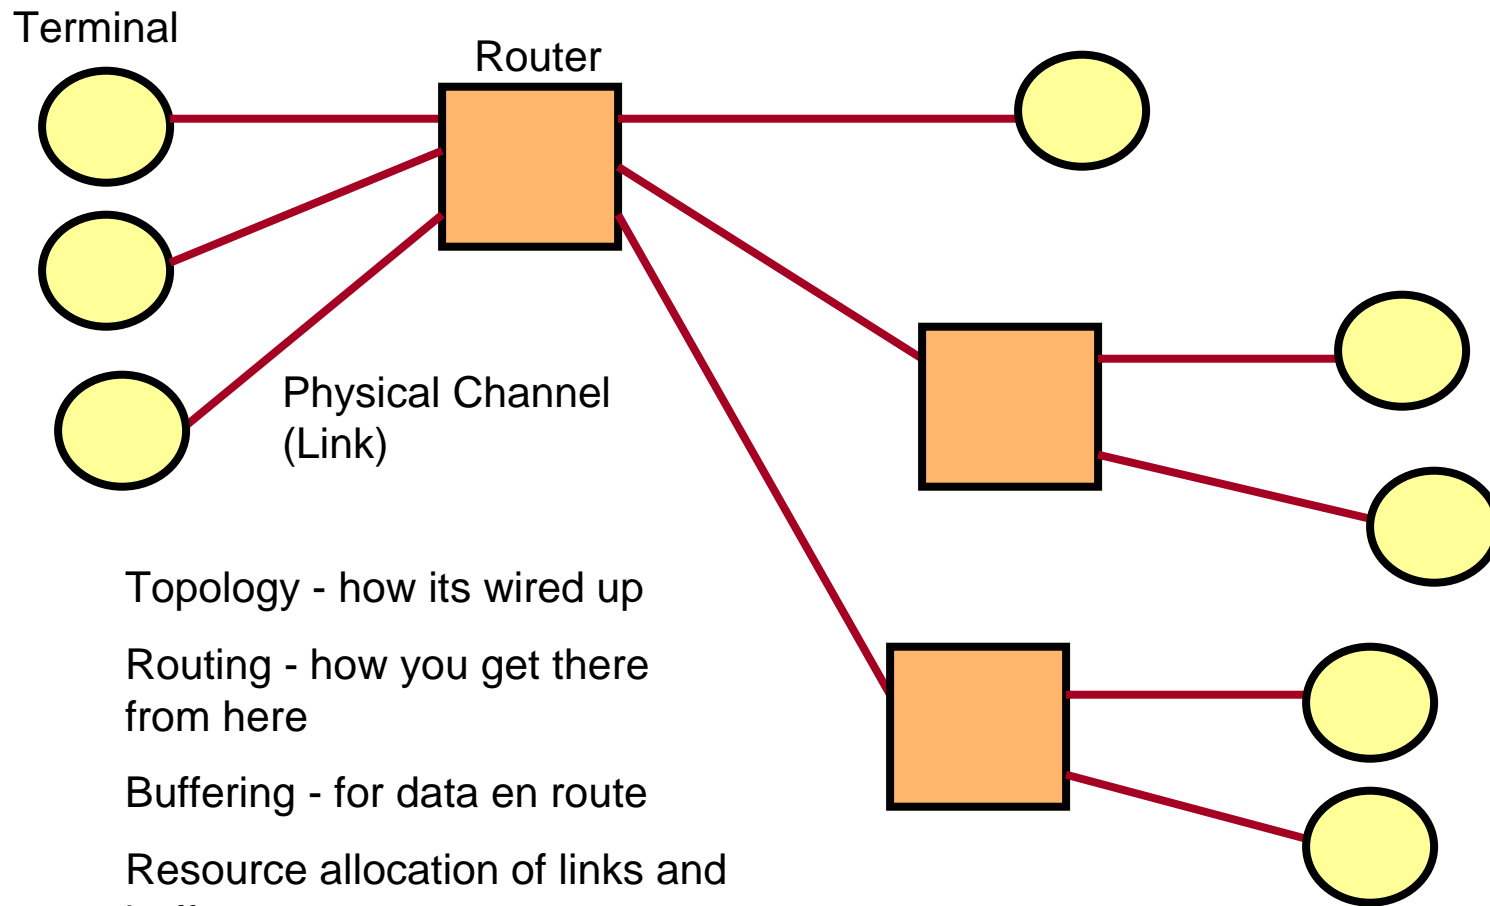 Terminal
Router
Physical Channel
(Link)
Topology - how its wired up
Routing - how you get there
from here
Buffering - for data en route
Resource allocation of links and